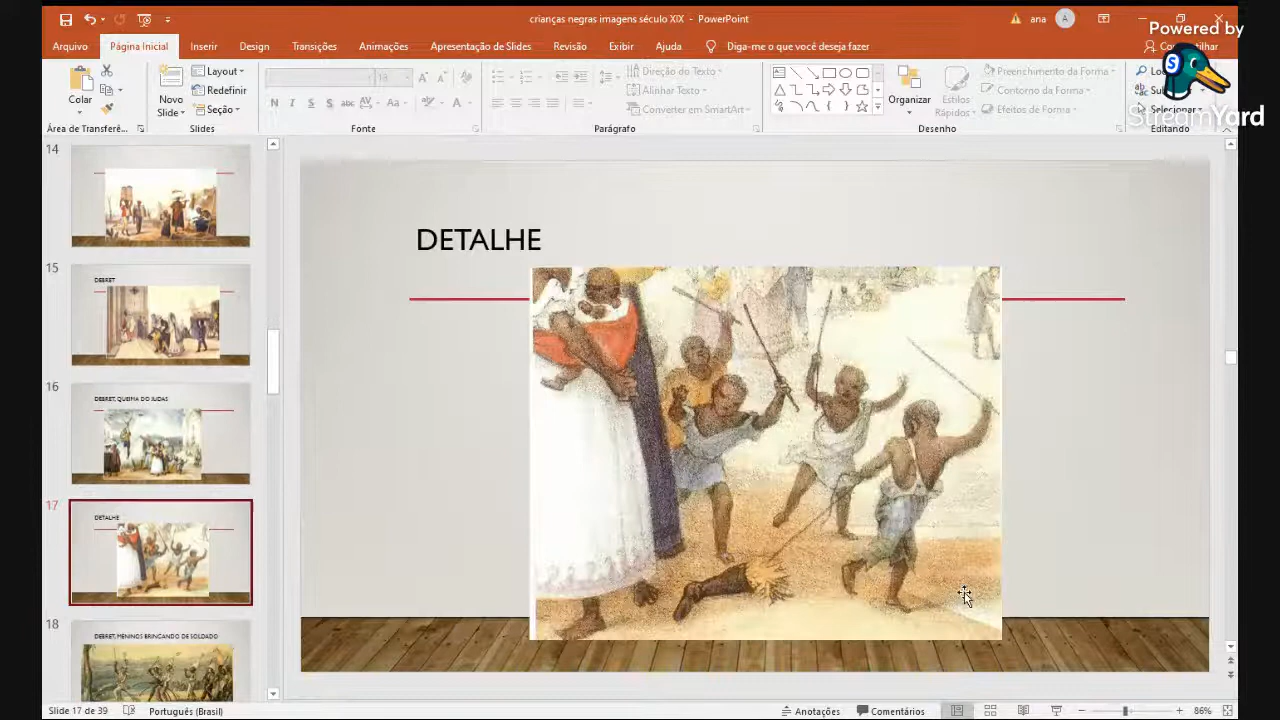 crianças negras imagens século XIX - PowerPoint
ana
A
Powered by
StreamYard
S
Arquivo
Página Inicial
Inserir
Design
Transições
Animações
Apresentação de Slides
Revisão
Exibir
Ajuda
Diga-me o que você deseja fazer
Colar
Novo
Slide
Layout
Redefinir
Seção
18
N I S S abc AV Aa A
Direção do Texto
Alinhar Texto
Converter em SmartArt
Organizar
Estilos
Rápidos
Preenchimento da Forma
Contorno da Forma
Efeitos de Forma
Selecionar
Área de Transferê...
Slides
Fonte
Parágrafo
Desenho
Editando
14
15
DEBRET
16
DEBRET, QUEIMA DO JUDAS
17
DETALHE
18
DEBRET, MENINOS BRINCANDO DE SOLDADO
DETALHE
Slide 17 de 39
Português (Brasil)
Anotações
Comentários
86%